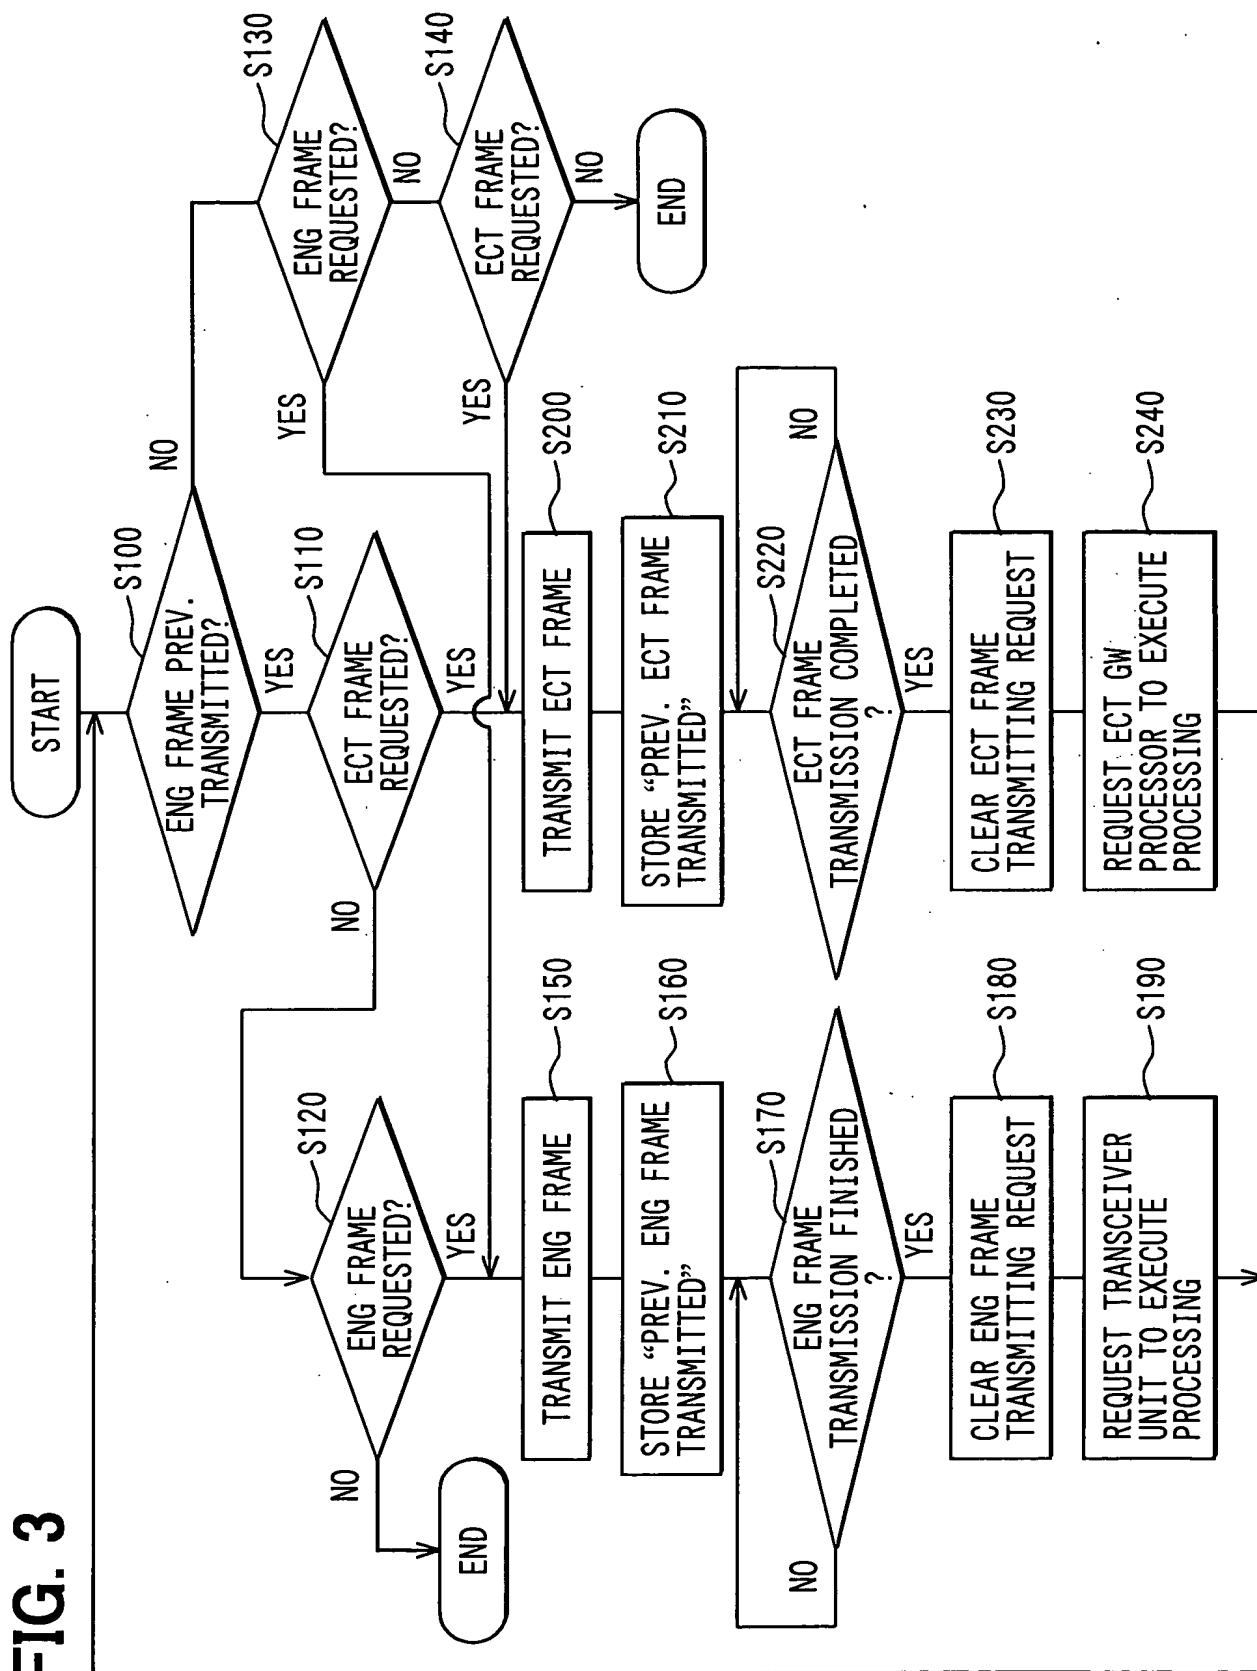 FIG. 3
START
S100
ENG FRAME PREV.
TRANSMITTED?
NO
YES
S110
ECT FRAME
REQUESTED?
NO
YES
S120
ENG FRAME
REQUESTED?
NO
YES
END
S130
ENG FRAME
REQUESTED?
YES
NO
S140
ECT FRAME
REQUESTED?
YES
NO
END
S150
TRANSMIT ENG FRAME
S160
STORE “PREV. ENG FRAME
TRANSMITTED”
S170
ENG FRAME
TRANSMISSION FINISHED
?
NO
YES
S180
CLEAR ENG FRAME
TRANSMITTING REQUEST
S190
REQUEST TRANSCEIVER
UNIT TO EXECUTE
PROCESSING
S200
TRANSMIT ECT FRAME
S210
STORE “PREV. ECT FRAME
TRANSMITTED”
S220
ECT FRAME
TRANSMISSION COMPLETED
?
NO
YES
S230
CLEAR ECT FRAME
TRANSMITTING REQUEST
S240
REQUEST ECT GW
PROCESSOR TO EXECUTE
PROCESSING